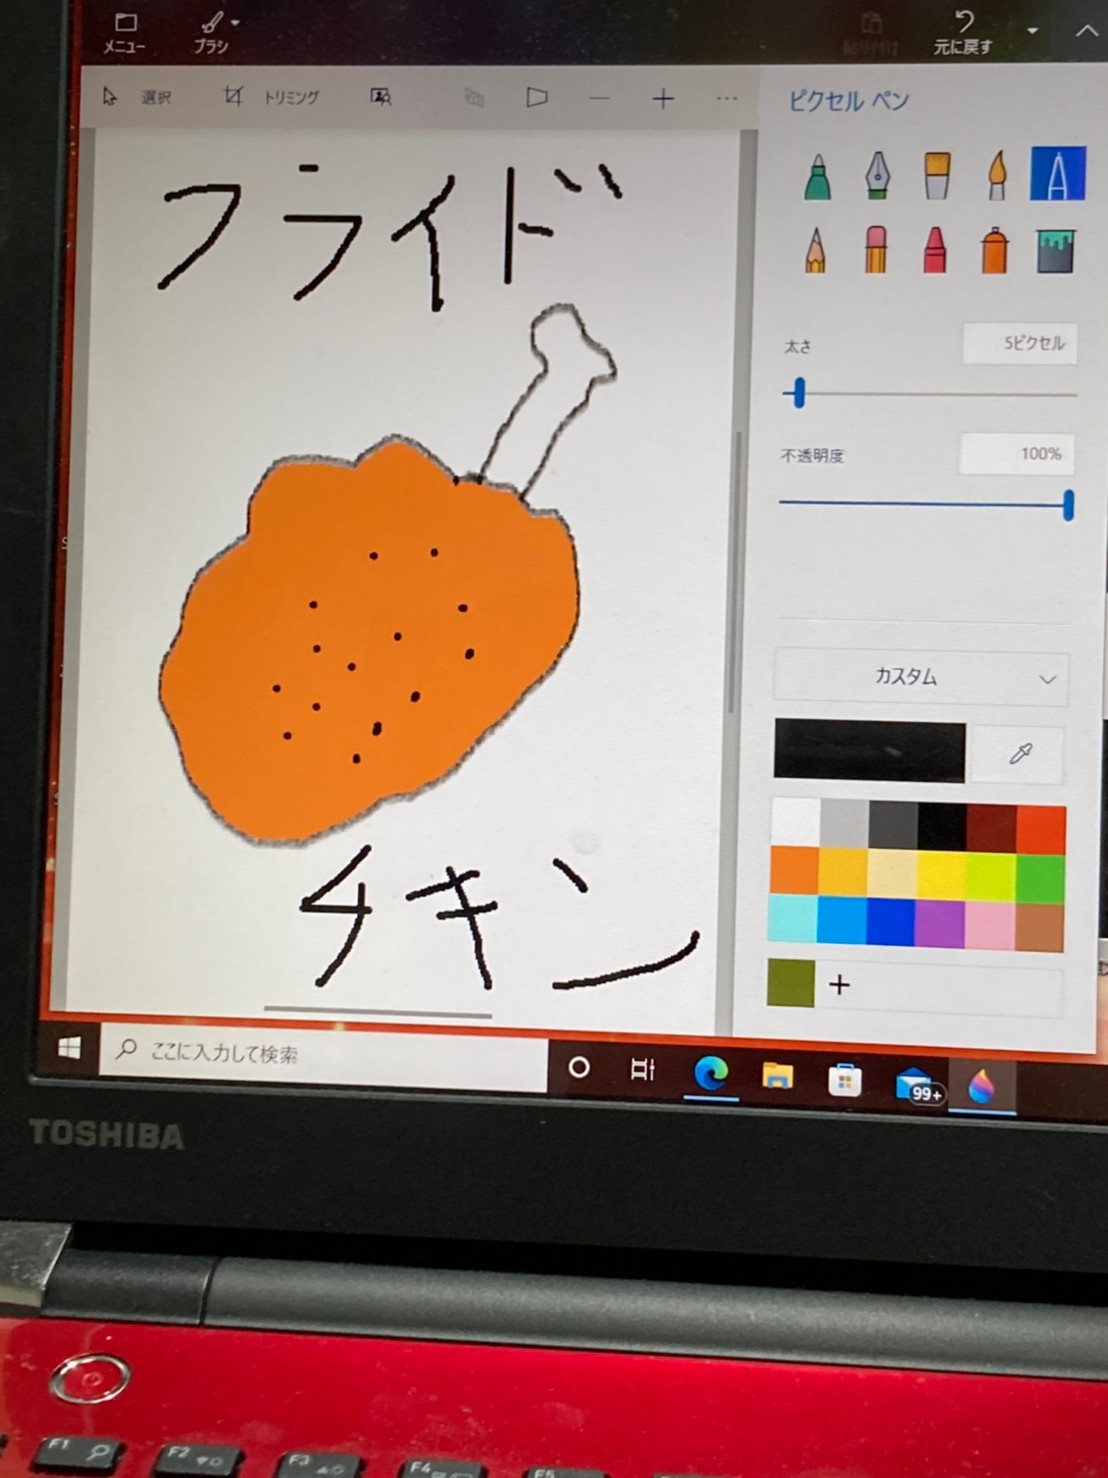 メニュー
ブラシ
貼り付け
元に戻す
選択
トリミング
ピクセル ペン
フライド
太さ
5ピクセル
不透明度
100%
カスタム
チキン
ここに入力して検索
99+
TOSHIBA
F1
F2
F3
F4
F5